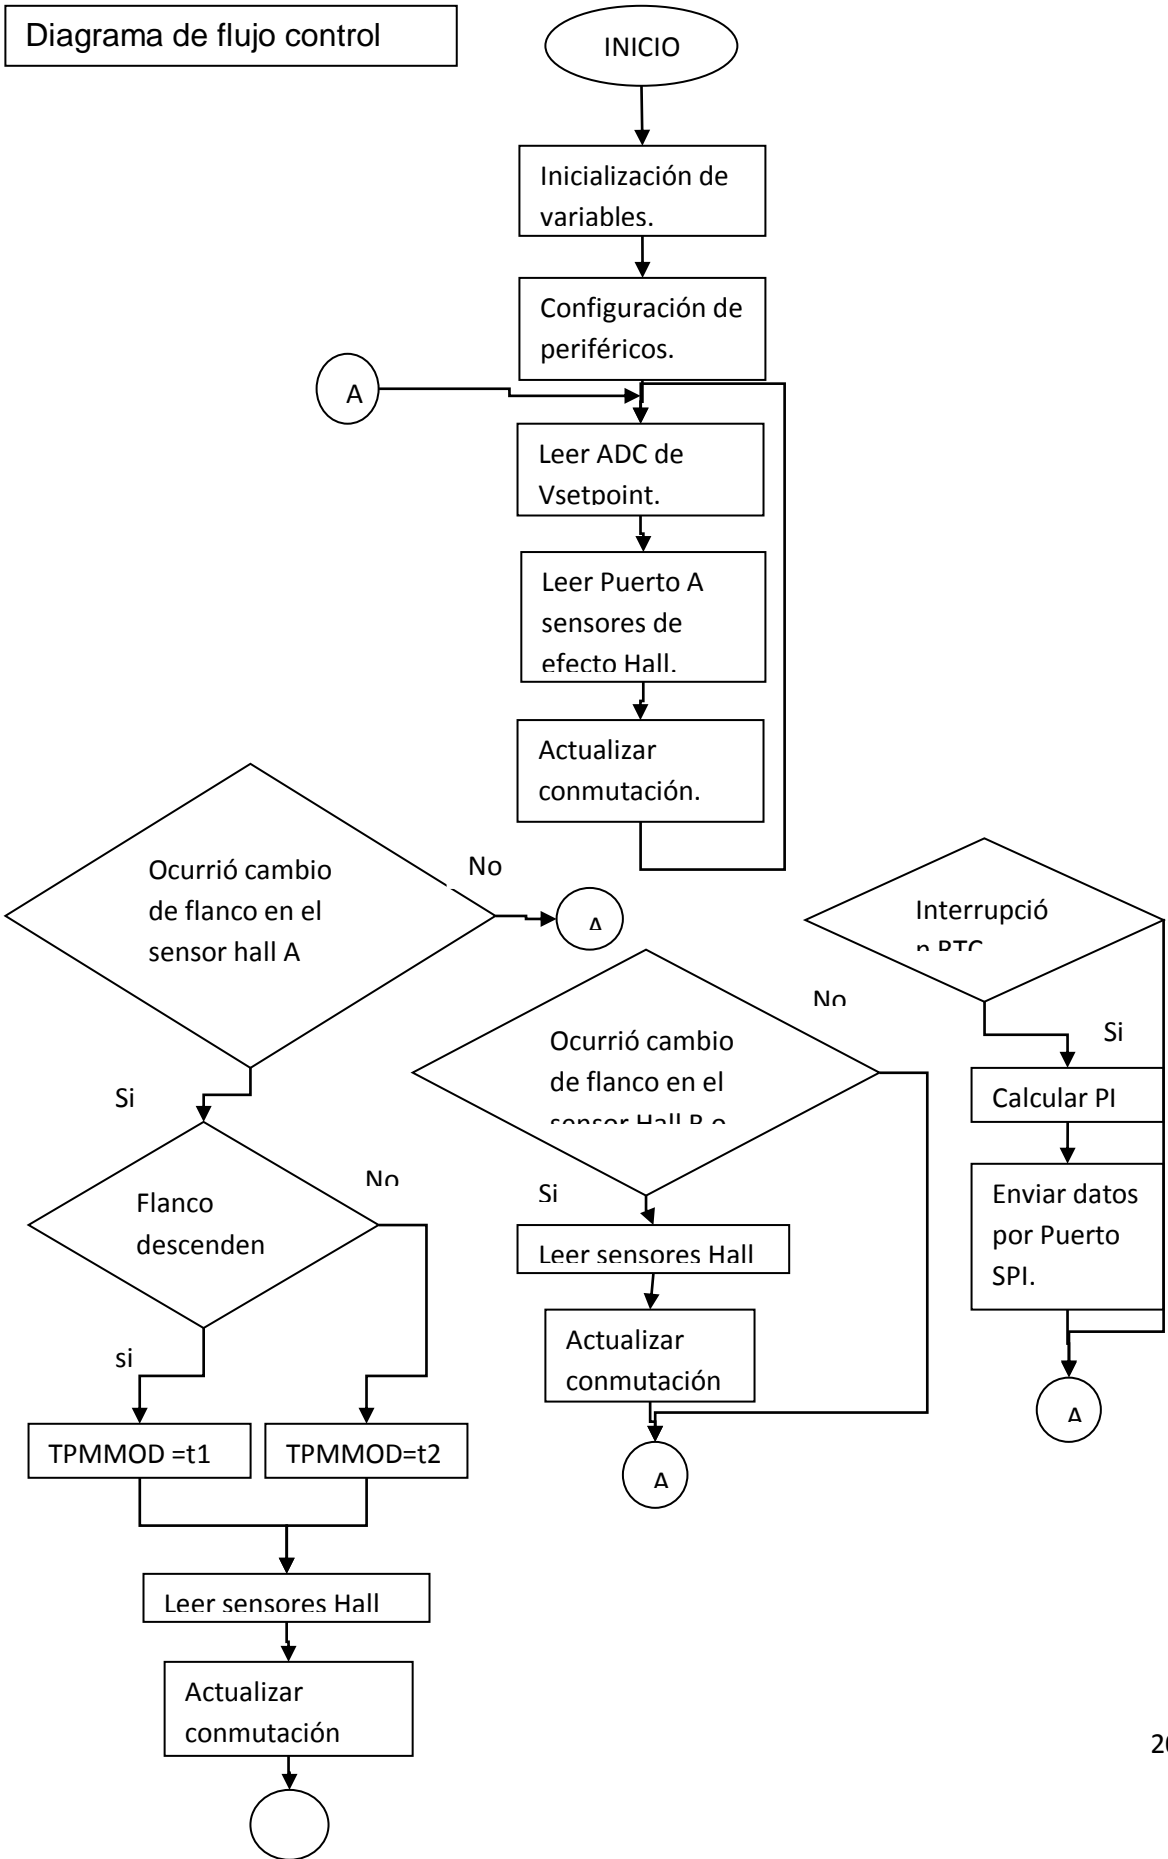 Diagrama de flujo control
INICIO
Inicialización de
variables.
Configuración de
periféricos.
A
Leer ADC de
Vsetpoint.
Leer Puerto A
sensores de
efecto Hall.
Actualizar
conmutación.
Ocurrió cambio
de flanco en el
sensor hall A
No
A
Si
Flanco
descenden
No
si
TPMMOD =t1
TPMMOD=t2
Leer sensores Hall
Actualizar
conmutación
Ocurrió cambio
de flanco en el
sensor Hall B o
No
Si
Leer sensores Hall
Actualizar
conmutación
A
Interrupció
n RTC
Si
Calcular PI
Enviar datos
por Puerto
SPI.
A